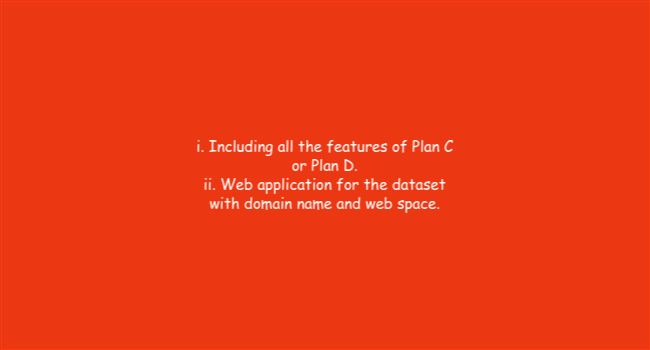 i. Including all the features of Plan C
or Plan D.
ii. Web application for the dataset
with domain name and web space.